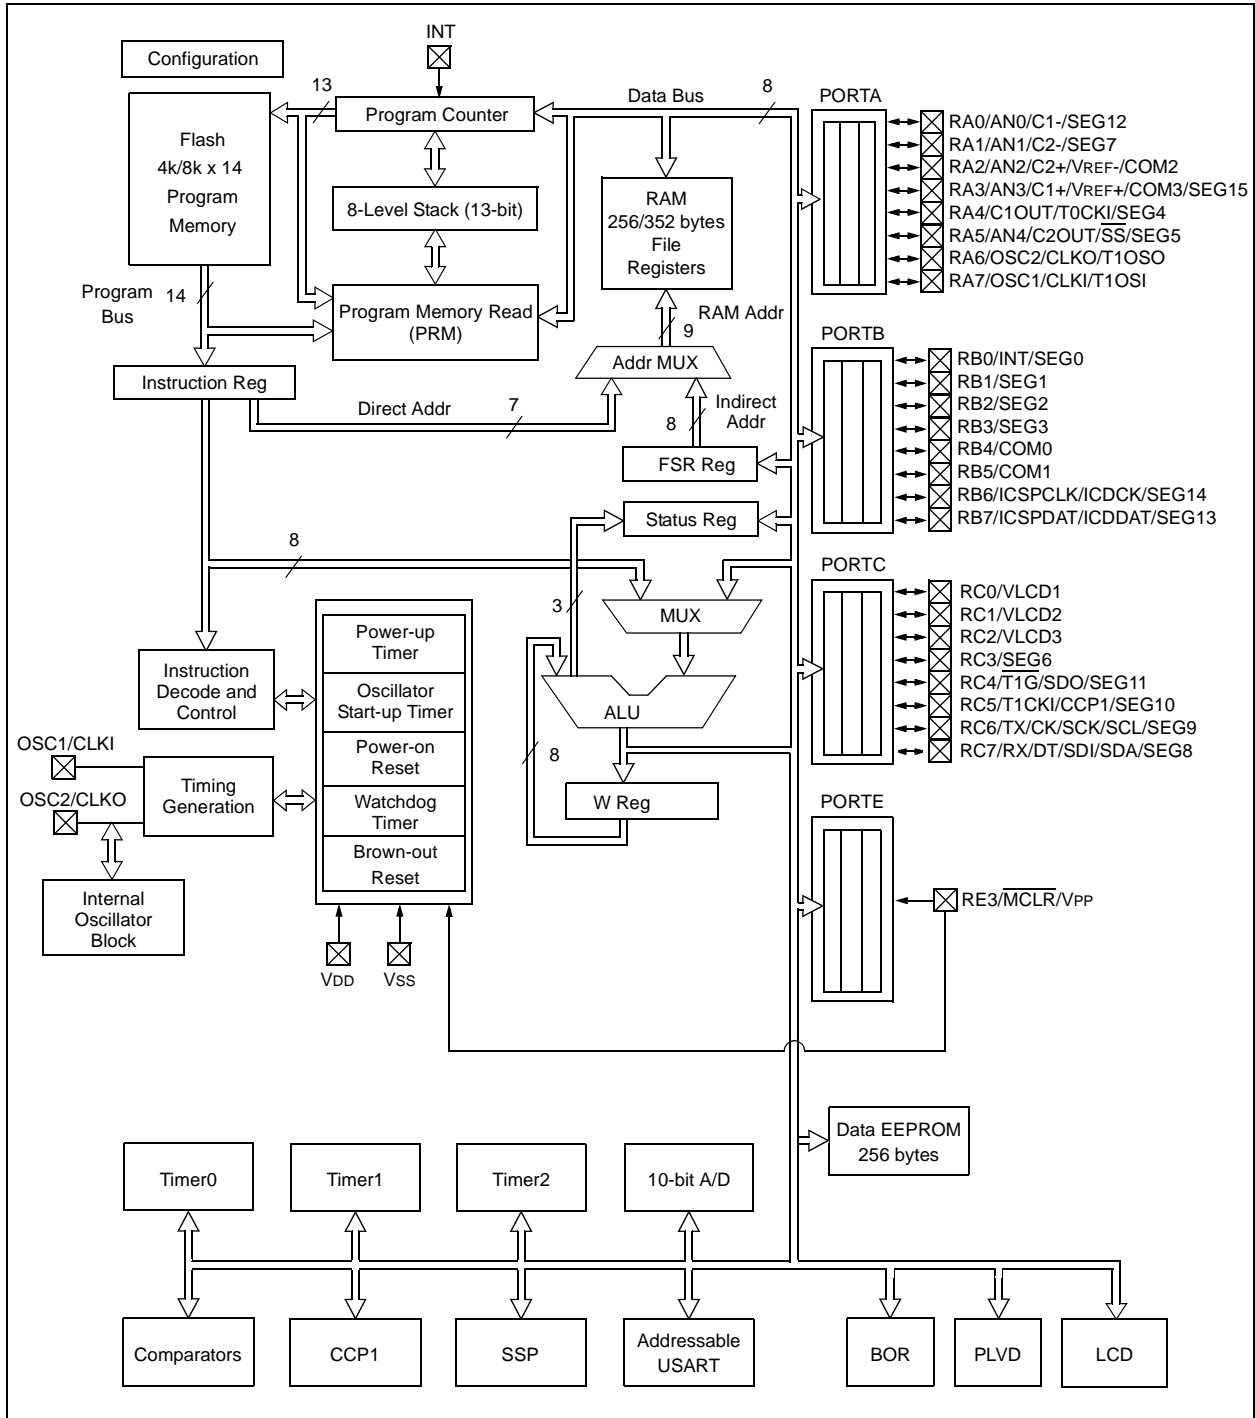 INT
Configuration
13
Data Bus
8
PORTA
Program Counter
Flash
4k/8k x 14
Program
Memory
8-Level Stack (13-bit)
RAM
256/352 bytes
File
Registers
RA0/AN0/C1-/SEG12
RA1/AN1/C2-/SEG7
RA2/AN2/C2+/VREF-/COM2
RA3/AN3/C1+/VREF+/COM3/SEG15
RA4/C1OUT/T0CKI/SEG4
RA5/AN4/C2OUT/SS/SEG5
RA6/OSC2/CLKO/T1OSO
RA7/OSC1/CLKI/T1OSI
Program
Bus
14
Program Memory Read
(PRM)
RAM Addr
9
PORTB
Addr MUX
Instruction Reg
Direct Addr
7
Indirect
Addr
8
FSR Reg
RB0/INT/SEG0
RB1/SEG1
RB2/SEG2
RB3/SEG3
RB4/COM0
RB5/COM1
RB6/ICSPCLK/ICDCK/SEG14
RB7/ICSPDAT/ICDDAT/SEG13
Status Reg
8
PORTC
3
MUX
RC0/VLCD1
RC1/VLCD2
RC2/VLCD3
RC3/SEG6
RC4/T1G/SDO/SEG11
RC5/T1CKI/CCP1/SEG10
RC6/TX/CK/SCK/SCL/SEG9
RC7/RX/DT/SDI/SDA/SEG8
Power-up
Timer
Instruction
Decode and
Control
Oscillator
Start-up Timer
ALU
OSC1/CLKI
Power-on
Reset
8
Timing
Generation
OSC2/CLKO
Watchdog
Timer
W Reg
PORTE
Brown-out
Reset
Internal
Oscillator
Block
RE3/MCLR/VPP
VDD
VSS
Data EEPROM
256 bytes
Timer0
Timer1
Timer2
10-bit A/D
Comparators
CCP1
SSP
Addressable
USART
BOR
PLVD
LCD